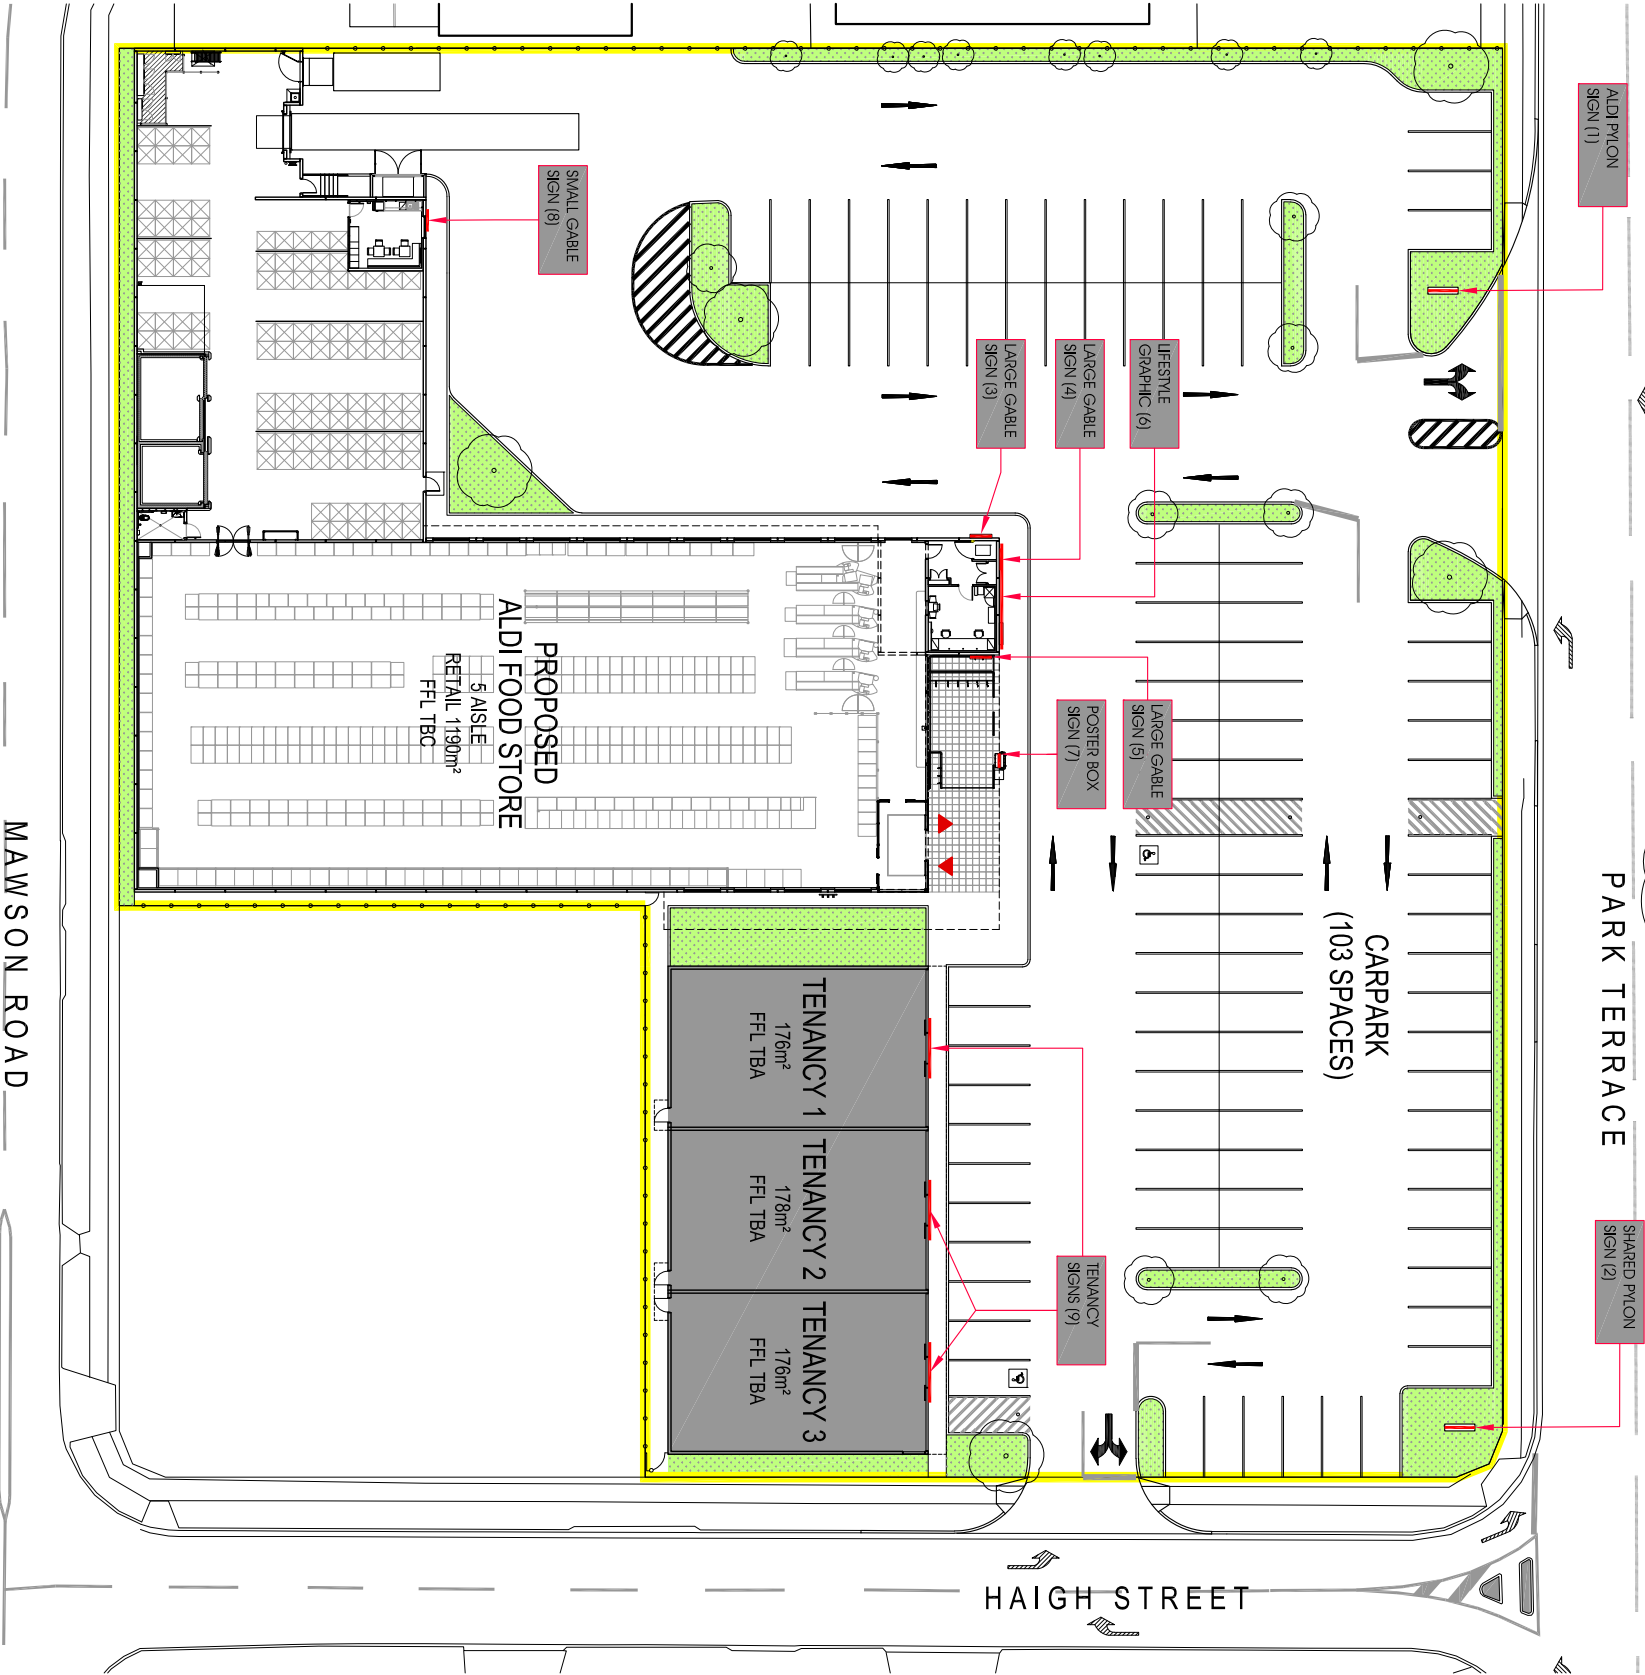 ALDI PYLON
SIGN (1)
SMALL GABLE
SIGN (8)
LARGE GABLE
SIGN (3)
LARGE GABLE
SIGN (4)
LIFESTYLE
GRAPHIC (6)
PROPOSED
ALDI FOOD STORE
5 AISLE
RETAIL 1190m²
FFL TBC
POSTER BOX
SIGN (7)
LARGE GABLE
SIGN (5)
MAWSON ROAD
PARK TERRACE
CARPARK
(103 SPACES)
TENANCY 1
176m²
FFL TBA
TENANCY 2
178m²
FFL TBA
TENANCY 3
176m²
FFL TBA
TENANCY
SIGNS (9)
SHARED PYLON
SIGN (2)
HAIGH STREET